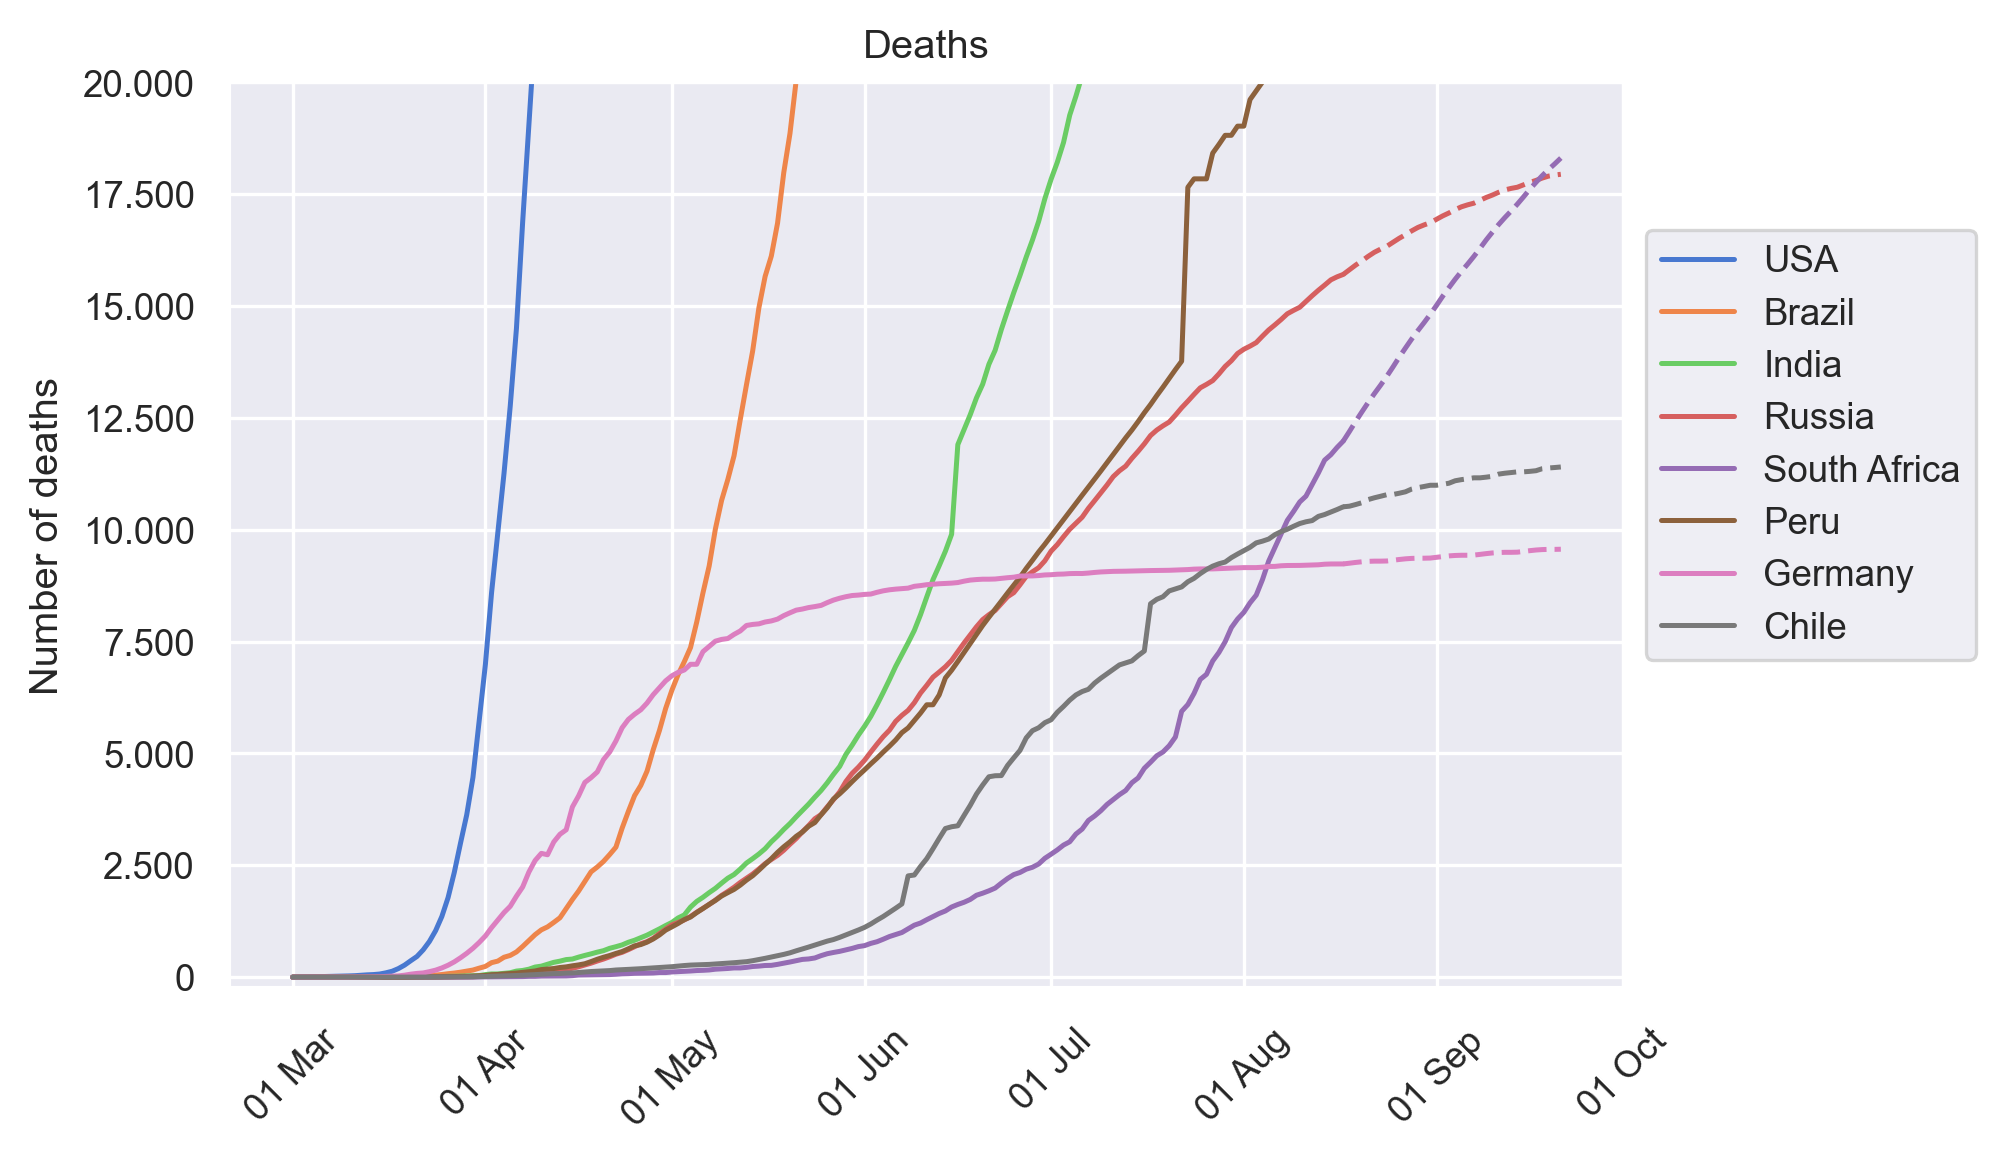 Deaths
Number of deaths
20.000
17.500
15.000
12.500
10.000
7.500
5.000
2.500
0
01 Mar
01 Apr
01 May
01 Jun
01 Jul
01 Aug
01 Sep
01 Oct
USA
Brazil
India
Russia
South Africa
Peru
Germany
Chile